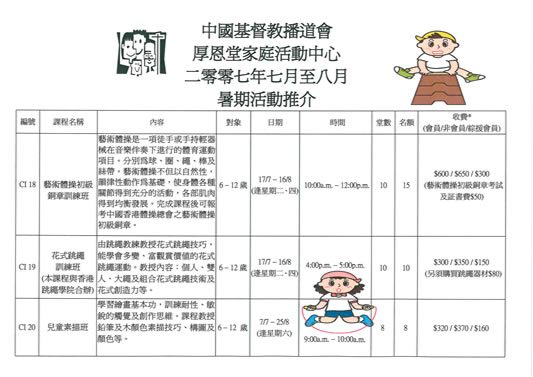 中國基督教播道會
厚恩堂家庭活動中心
二零零七年七月至八月
暑期活動推介
編號 課程名稱 內容 對象 日期 時間 堂數 名額 收費*
(會員/非會員/綜援會員)
CI 18
藝術體操初級
銅章訓練班
藝術體操是一項徒手或手持輕器
械在音樂伴奏下進行的體育運動
項目，分別為球、圈、繩、棒及
絲帶。藝術體操不但以自然性、
韻律性動作為基礎，使身體各種
關節得到充分的活動，各部肌肉
得到均衡發展。完成課程後可報
考中國香港體操總會之藝術體操
初級銅章。
6 – 12 歲
17/7 – 16/8
(逢星期二、四)
10:00a.m. – 12:00p.m.
10
15
$600 / $650 / $300
(藝術體操初級銅章考試
及証書費$50)
CI 19
花式跳繩
訓練班
(本課程與香港
跳繩學院合辦)
由跳繩教練教授花式跳繩技巧，
能學會多變、富觀賞價值的花式
跳繩運動。教授內容：個人、雙
人、大繩及組合花式跳繩技術及
花式創造力等。
6 – 12 歲
17/7 – 16/8
(逢星期二、四)
4:00p.m. – 5:00p.m.
10
10
$300 / $350 / $150
(另須購買跳繩器材$80)
CI 20
兒童素描班
學習繪畫基本功，訓練耐性、敏
銳的觸覺及創作思維。課程教授
鉛筆及木顏色素描技巧、構圖及
顏色等。
6 – 12 歲
7/7 – 25/8
(逢星期六)
9:00a.m. – 10:00a.m.
8
8
$320 / $370 / $160